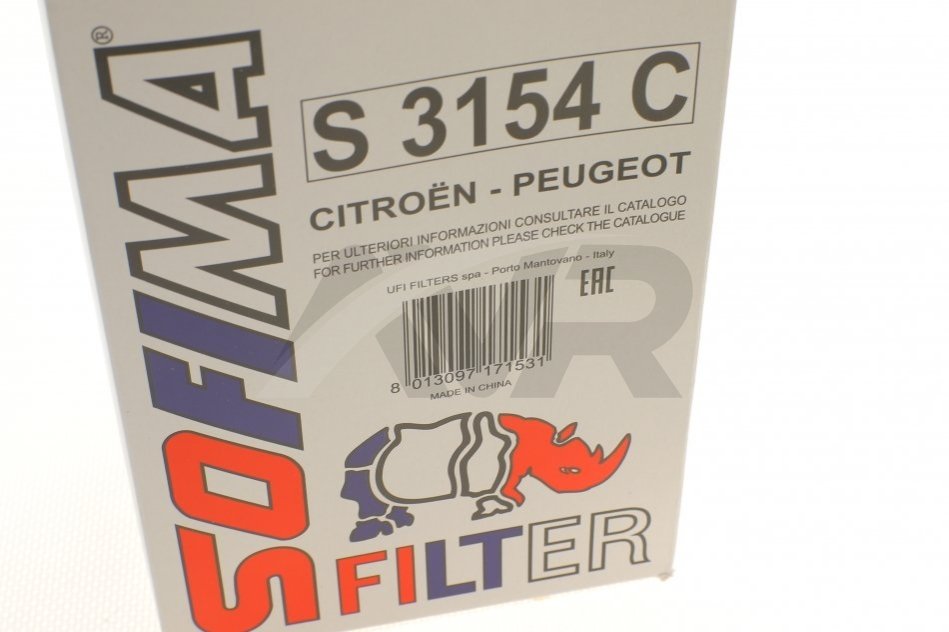 SOFIMA®
S 3154 C
CITROËN - PEUGEOT
PER ULTERIORI INFORMAZIONI CONSULTARE IL CATALOGO
FOR FURTHER INFORMATION PLEASE CHECK THE CATALOGUE
UFI FILTERS spa - Porto Mantovano - Italy
EAC
8 013097 171531
MADE IN CHINA
FILTER
AVR